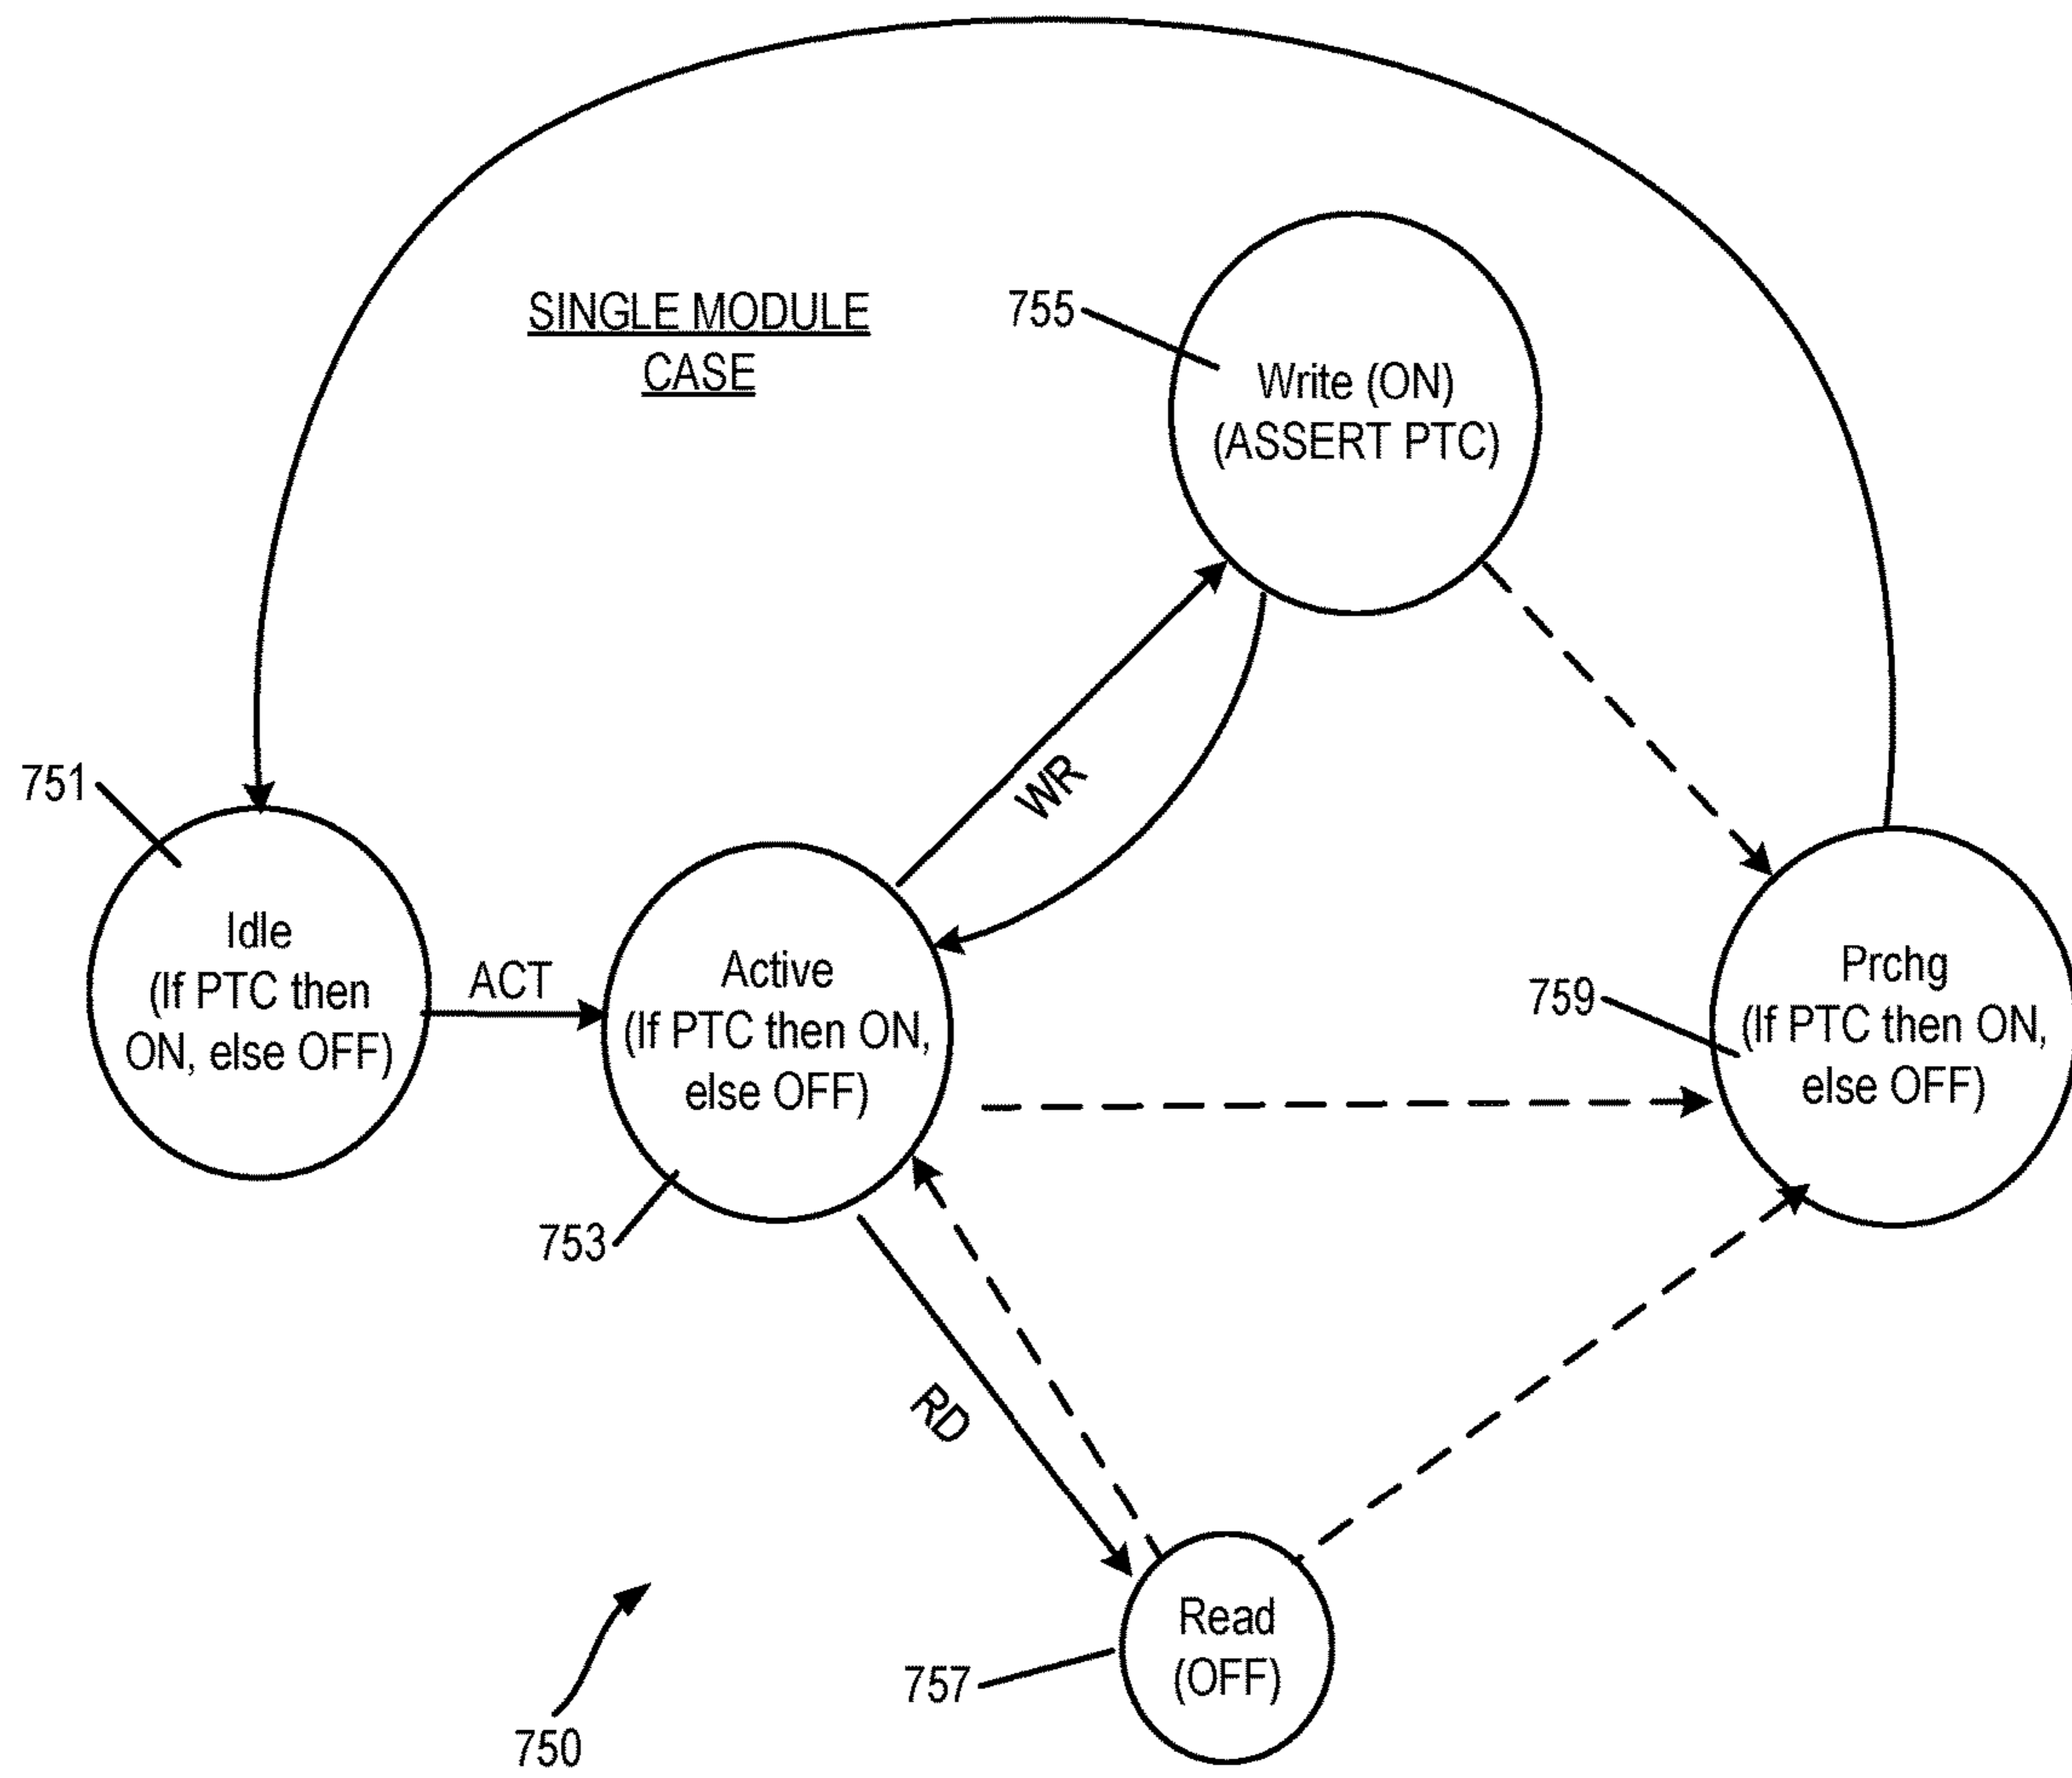 SINGLE MODULE
CASE
755
Write (ON)
(ASSERT PTC)
WR
751
Idle
(If PTC then
ON, else OFF)
ACT
Active
(If PTC then ON,
else OFF)
753
759
Prchg
(If PTC then ON,
else OFF)
RD
Read
(OFF)
757
750